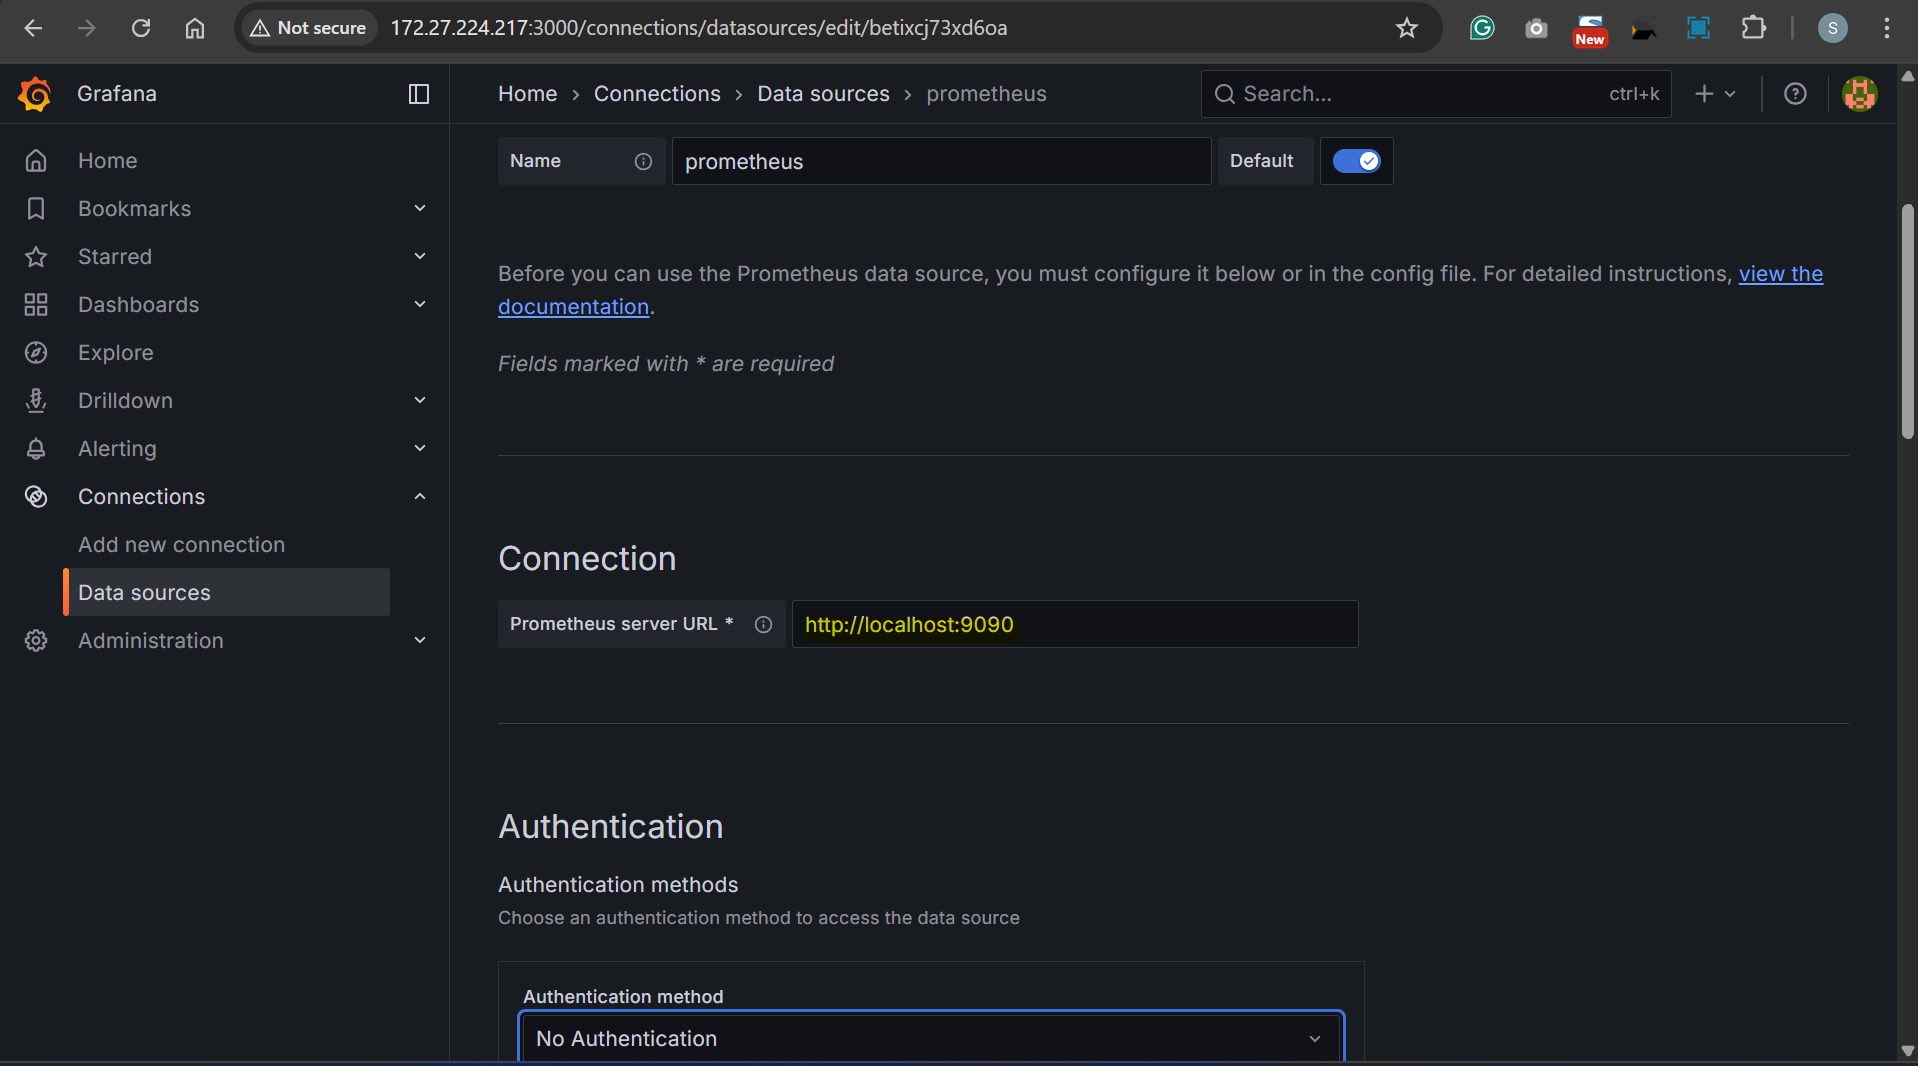 Not secure 172.27.224.217:3000/connections/datasources/edit/betixcj73xd6oa
New
S
Grafana
Home › Connections › Data sources › prometheus
Search... ctrl+k
Home
Bookmarks
Starred
Dashboards
Explore
Drilldown
Alerting
Connections
Add new connection
Data sources
Administration
Name prometheus Default
Before you can use the Prometheus data source, you must configure it below or in the config file. For detailed instructions, view the
documentation.
Fields marked with * are required
Connection
Prometheus server URL * http://localhost:9090
Authentication
Authentication methods
Choose an authentication method to access the data source
Authentication method
No Authentication